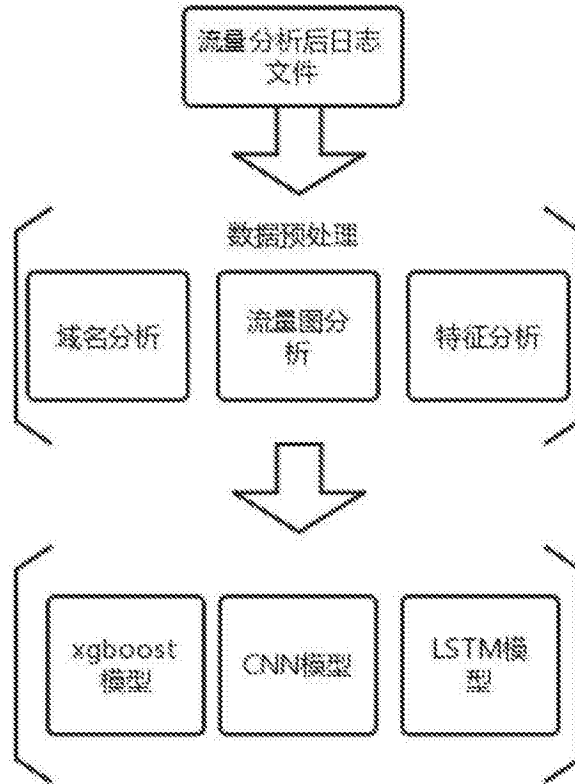 流量分析后日志
文件
数据预处理
域名分析
流量图分
析
特征分析
xgboost
模型
CNN模型
LSTM模
型